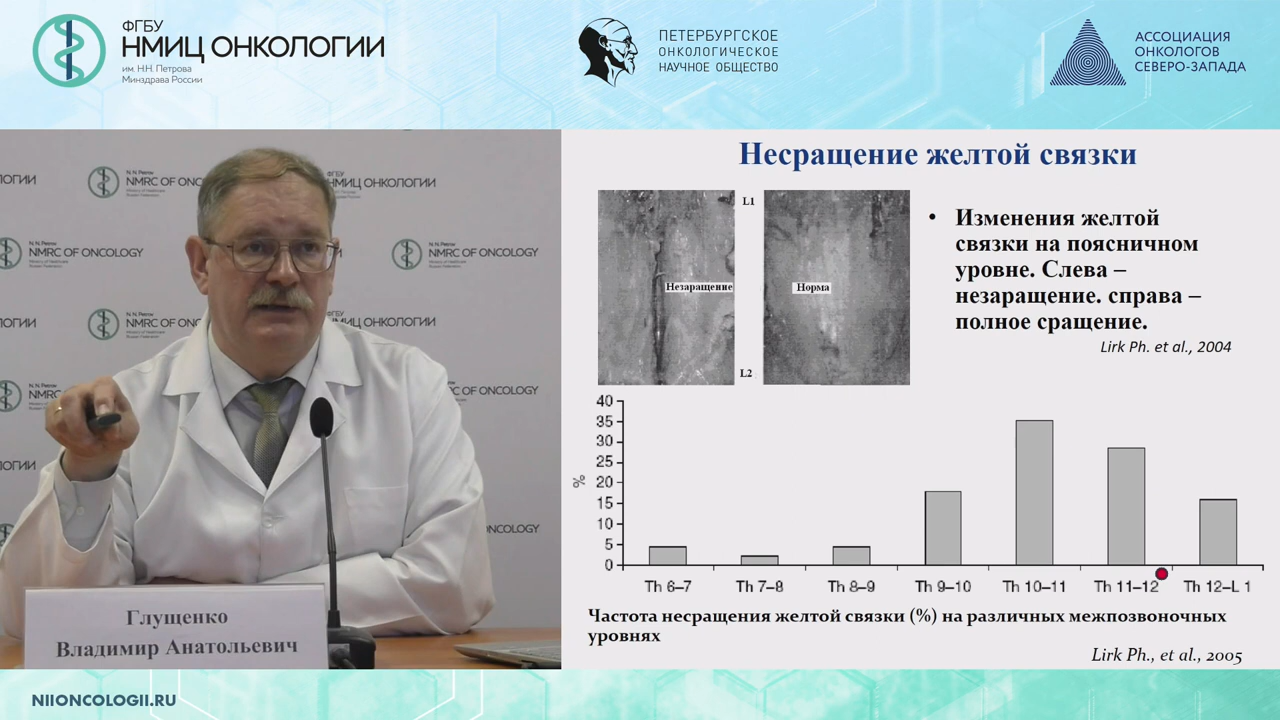 ФГБУ
НМИЦ ОНКОЛОГИИ
им. Н.Н. Петрова
Минздрава России
ПЕТЕРБУРГСКОЕ
ОНКОЛОГИЧЕСКОЕ
НАУЧНОЕ ОБЩЕСТВО
АССОЦИАЦИЯ
ОНКОЛОГОВ
СЕВЕРО-ЗАПАДА
NMRC OF ONCOLOGY
NMRC OF ONCOLOGY
НМИЦ ОНКОЛОГИИ
Глущенко
Владимир Анатольевич
Несращение желтой связки
L1
Незаращение
Норма
L2
• Изменения желтой
связки на поясничном
уровне. Слева –
незаращение. справа –
полное сращение.
Lirk Ph. et al., 2004
40
35
30
25
20
15
10
5
0
%
Th 6–7
Th 7–8
Th 8–9
Th 9–10
Th 10–11
Th 11–12
Th 12–L 1
Частота несращения желтой связки (%) на различных межпозвоночных
уровнях
Lirk Ph., et al., 2005
NIIONCOLOGII.RU